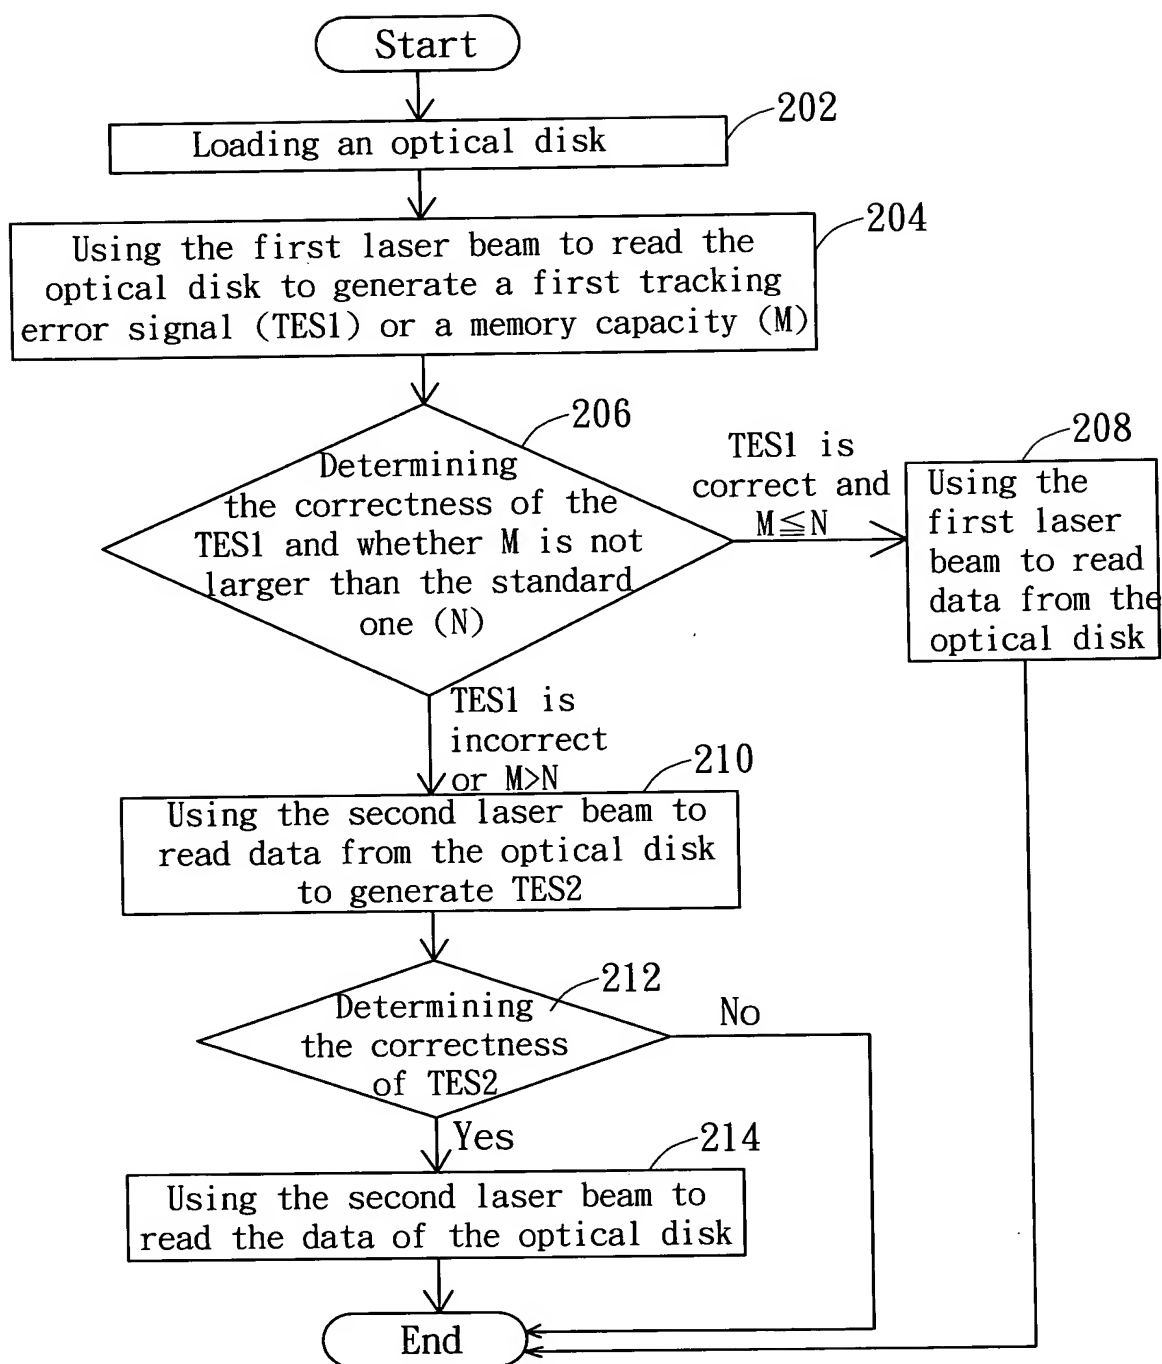 Start
202
Loading an optical disk
204
Using the first laser beam to read the
optical disk to generate a first tracking
error signal (TES1) or a memory capacity (M)
206
Determining
the correctness of the
TES1 and whether M is not
larger than the standard
one (N)
TES1 is
correct and
M≦N
208
Using the
first laser
beam to read
data from the
optical disk
TES1 is
incorrect
or M>N
210
Using the second laser beam to
read data from the optical disk
to generate TES2
212
Determining
the correctness
of TES2
No
Yes
214
Using the second laser beam to
read the data of the optical disk
End